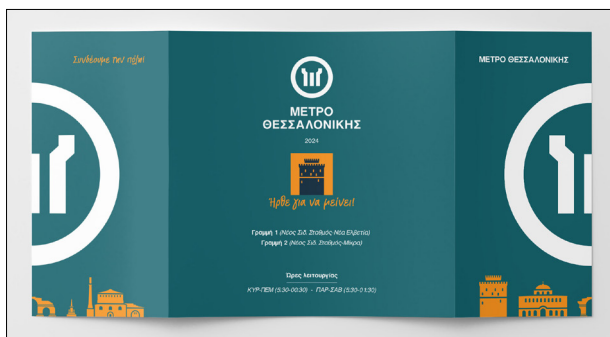 Συνδέουμε την πόλη!
ΜΕΤΡΟ
ΘΕΣΣΑΛΟΝΙΚΗΣ
2024
Ήρθε για να μείνει!
Γραμμή 1 (Νέος Σιδ. Σταθμός-Νέα Ελβετία)
Γραμμή 2 (Νέος Σιδ. Σταθμός-Μίκρα)
Ώρες λειτουργίας
ΚΥΡ-ΠΕΜ (5:30-00:30) - ΠΑΡ-ΣΑΒ (5:30-01:30)
ΜΕΤΡΟ ΘΕΣΣΑΛΟΝΙΚΗΣ